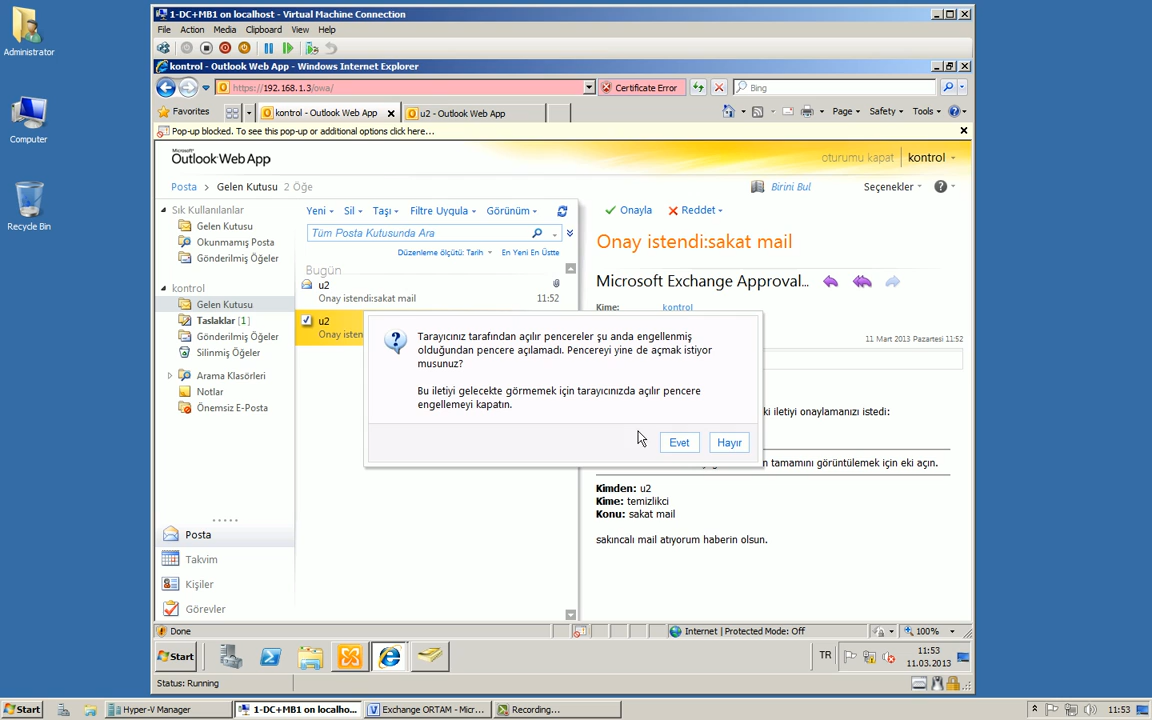 1-DC+MB1 on localhost - Virtual Machine Connection
File Action Media Clipboard View Help
kontrol - Outlook Web App - Windows Internet Explorer
https://192.168.1.3/owa/
Certificate Error
Bing
Favorites
kontrol - Outlook Web App
u2 - Outlook Web App
Page Safety Tools
Pop-up blocked. To see this pop-up or additional options click here...
Microsoft
Outlook Web App
oturumu kapat
kontrol
Posta > Gelen Kutusu 2 Öğe
Birini Bul
Seçenekler
Sık Kullanılanlar
Gelen Kutusu
Okunmamış Posta
Gönderilmiş Öğeler
kontrol
Gelen Kutusu
Taslaklar [1]
Gönderilmiş Öğeler
Silinmiş Öğeler
Arama Klasörleri
Notlar
Önemsiz E-Posta
Posta
Takvim
Kişiler
Görevler
Yeni Sil Taşı Filtre Uygula Görünüm
Tüm Posta Kutusunda Ara
Düzenleme ölçütü: Tarih En Yeni En Üstte
Bugün
u2
Onay istendi:sakat mail 11:52
u2
Onay isten
Onayla Reddet
Onay istendi:sakat mail
Microsoft Exchange Approval...
Kime: kontrol
11 Mart 2013 Pazartesi 11:52
ki iletiyi onaylamanızı istedi:
n tamamını görüntülemek için eki açın.
Kimden: u2
Kime: temizlikci
Konu: sakat mail
sakıncalı mail atıyorum haberin olsun.
Tarayıcınız tarafından açılır pencereler şu anda engellenmiş
olduğundan pencere açılamadı. Pencereyi yine de açmak istiyor
musunuz?
Bu iletiyi gelecekte görmemek için tarayıcınızda açılır pencere
engellemeyi kapatın.
Evet
Hayır
Done
Internet | Protected Mode: Off
100%
Start
TR
11:53
11.03.2013
Status: Running
Administrator
Computer
Recycle Bin
Start
Hyper-V Manager
1-DC+MB1 on localho...
Exchange ORTAM - Micr...
Recording...
11:53